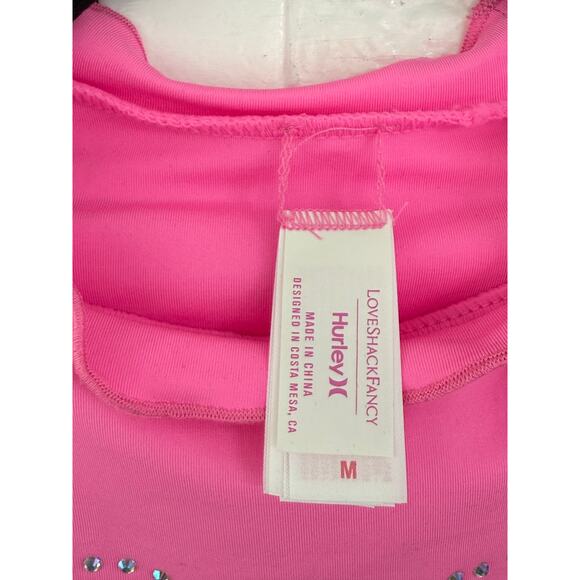 LOVESHACKFANCY
Hurley
MADE IN CHINA
DESIGNED IN COSTA MESA, CA
M